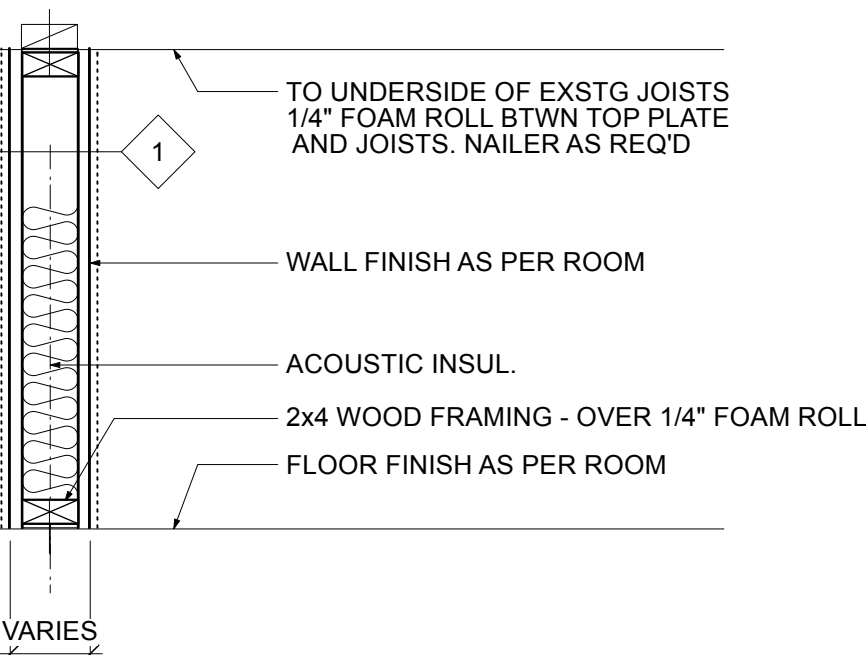 TO UNDERSIDE OF EXSTG JOISTS
1/4" FOAM ROLL BTWN TOP PLATE
AND JOISTS. NAILER AS REQ'D
1
WALL FINISH AS PER ROOM
ACOUSTIC INSUL.
2x4 WOOD FRAMING - OVER 1/4" FOAM ROLL
FLOOR FINISH AS PER ROOM
VARIES